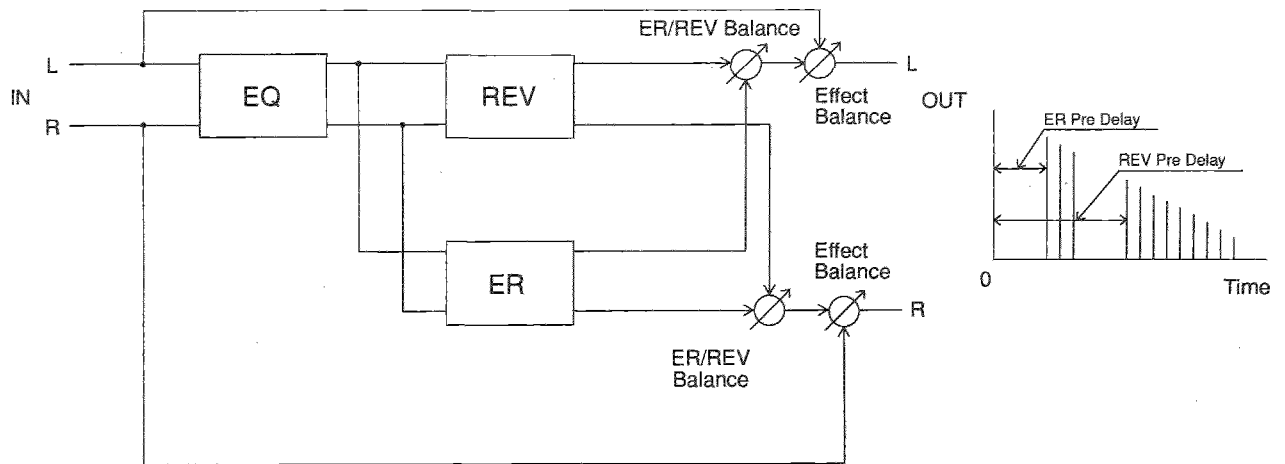 ER/REV Balance
L
EQ
REV
L
IN
OUT
R
Effect
Balance
ER Pre Delay
REV Pre Delay
ER
Effect
Balance
0
Time
R
ER/REV
Balance